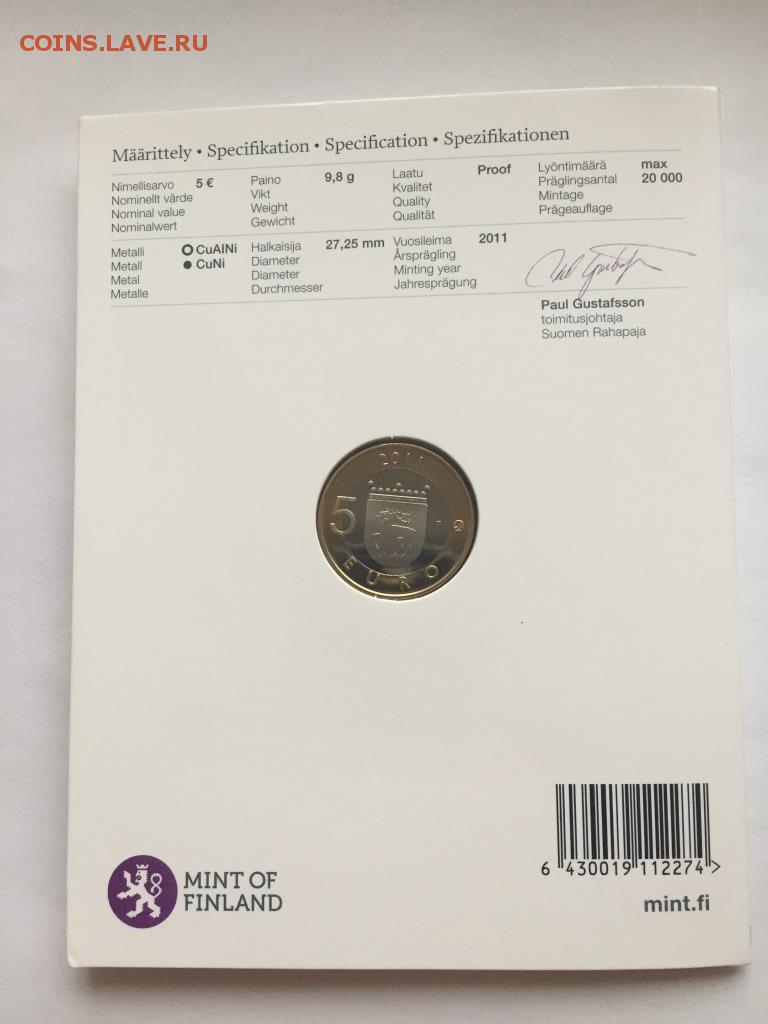 COINS.LAVE.RU
Määrittely • Specifikation • Specification • Spezifikationen
Nimellisarvo 5 €
Nominellt värde
Nominal value
Nominalwert
Paino 9,8 g
Vikt
Weight
Gewicht
Laatu Proof
Kvalitet
Quality
Qualität
Lyöntimäärä max
Präglingsantal 20 000
Mintage
Prägeauflage
Metalli CuAlNi
Metall CuNi
Metal
Metalle
Halkaisija 27,25 mm
Diameter
Diameter
Durchmesser
Vuosileima 2011
Årsprägling
Minting year
Jahresprägung
Paul Gustafsson
toimitusjohtaja
Suomen Rahapaja
2011
5
EURO
6 430019 112274 >
MINT OF
FINLAND
mint.fi